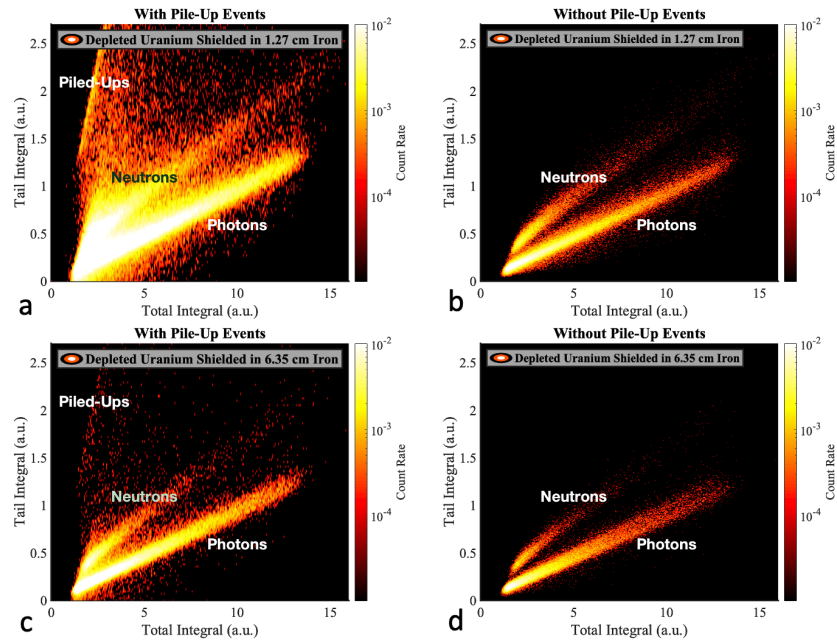 With Pile-Up Events
Depleted Uranium Shielded in 1.27 cm Iron
Piled-Ups
Neutrons
Photons
Tail Integral (a.u.)
2.5
2
1.5
1
0.5
0
0 5 10 15
Total Integral (a.u.)
10-2
10-3
10-4
Count Rate
a
Without Pile-Up Events
Depleted Uranium Shielded in 1.27 cm Iron
Neutrons
Photons
Tail Integral (a.u.)
2.5
2
1.5
1
0.5
0
0 5 10 15
Total Integral (a.u.)
10-2
10-3
10-4
Count Rate
b
With Pile-Up Events
Depleted Uranium Shielded in 6.35 cm Iron
Piled-Ups
Neutrons
Photons
Tail Integral (a.u.)
2.5
2
1.5
1
0.5
0
0 5 10 15
Total Integral (a.u.)
10-2
10-3
10-4
Count Rate
c
Without Pile-Up Events
Depleted Uranium Shielded in 6.35 cm Iron
Neutrons
Photons
Tail Integral (a.u.)
2.5
2
1.5
1
0.5
0
0 5 10 15
Total Integral (a.u.)
10-2
10-3
10-4
Count Rate
d